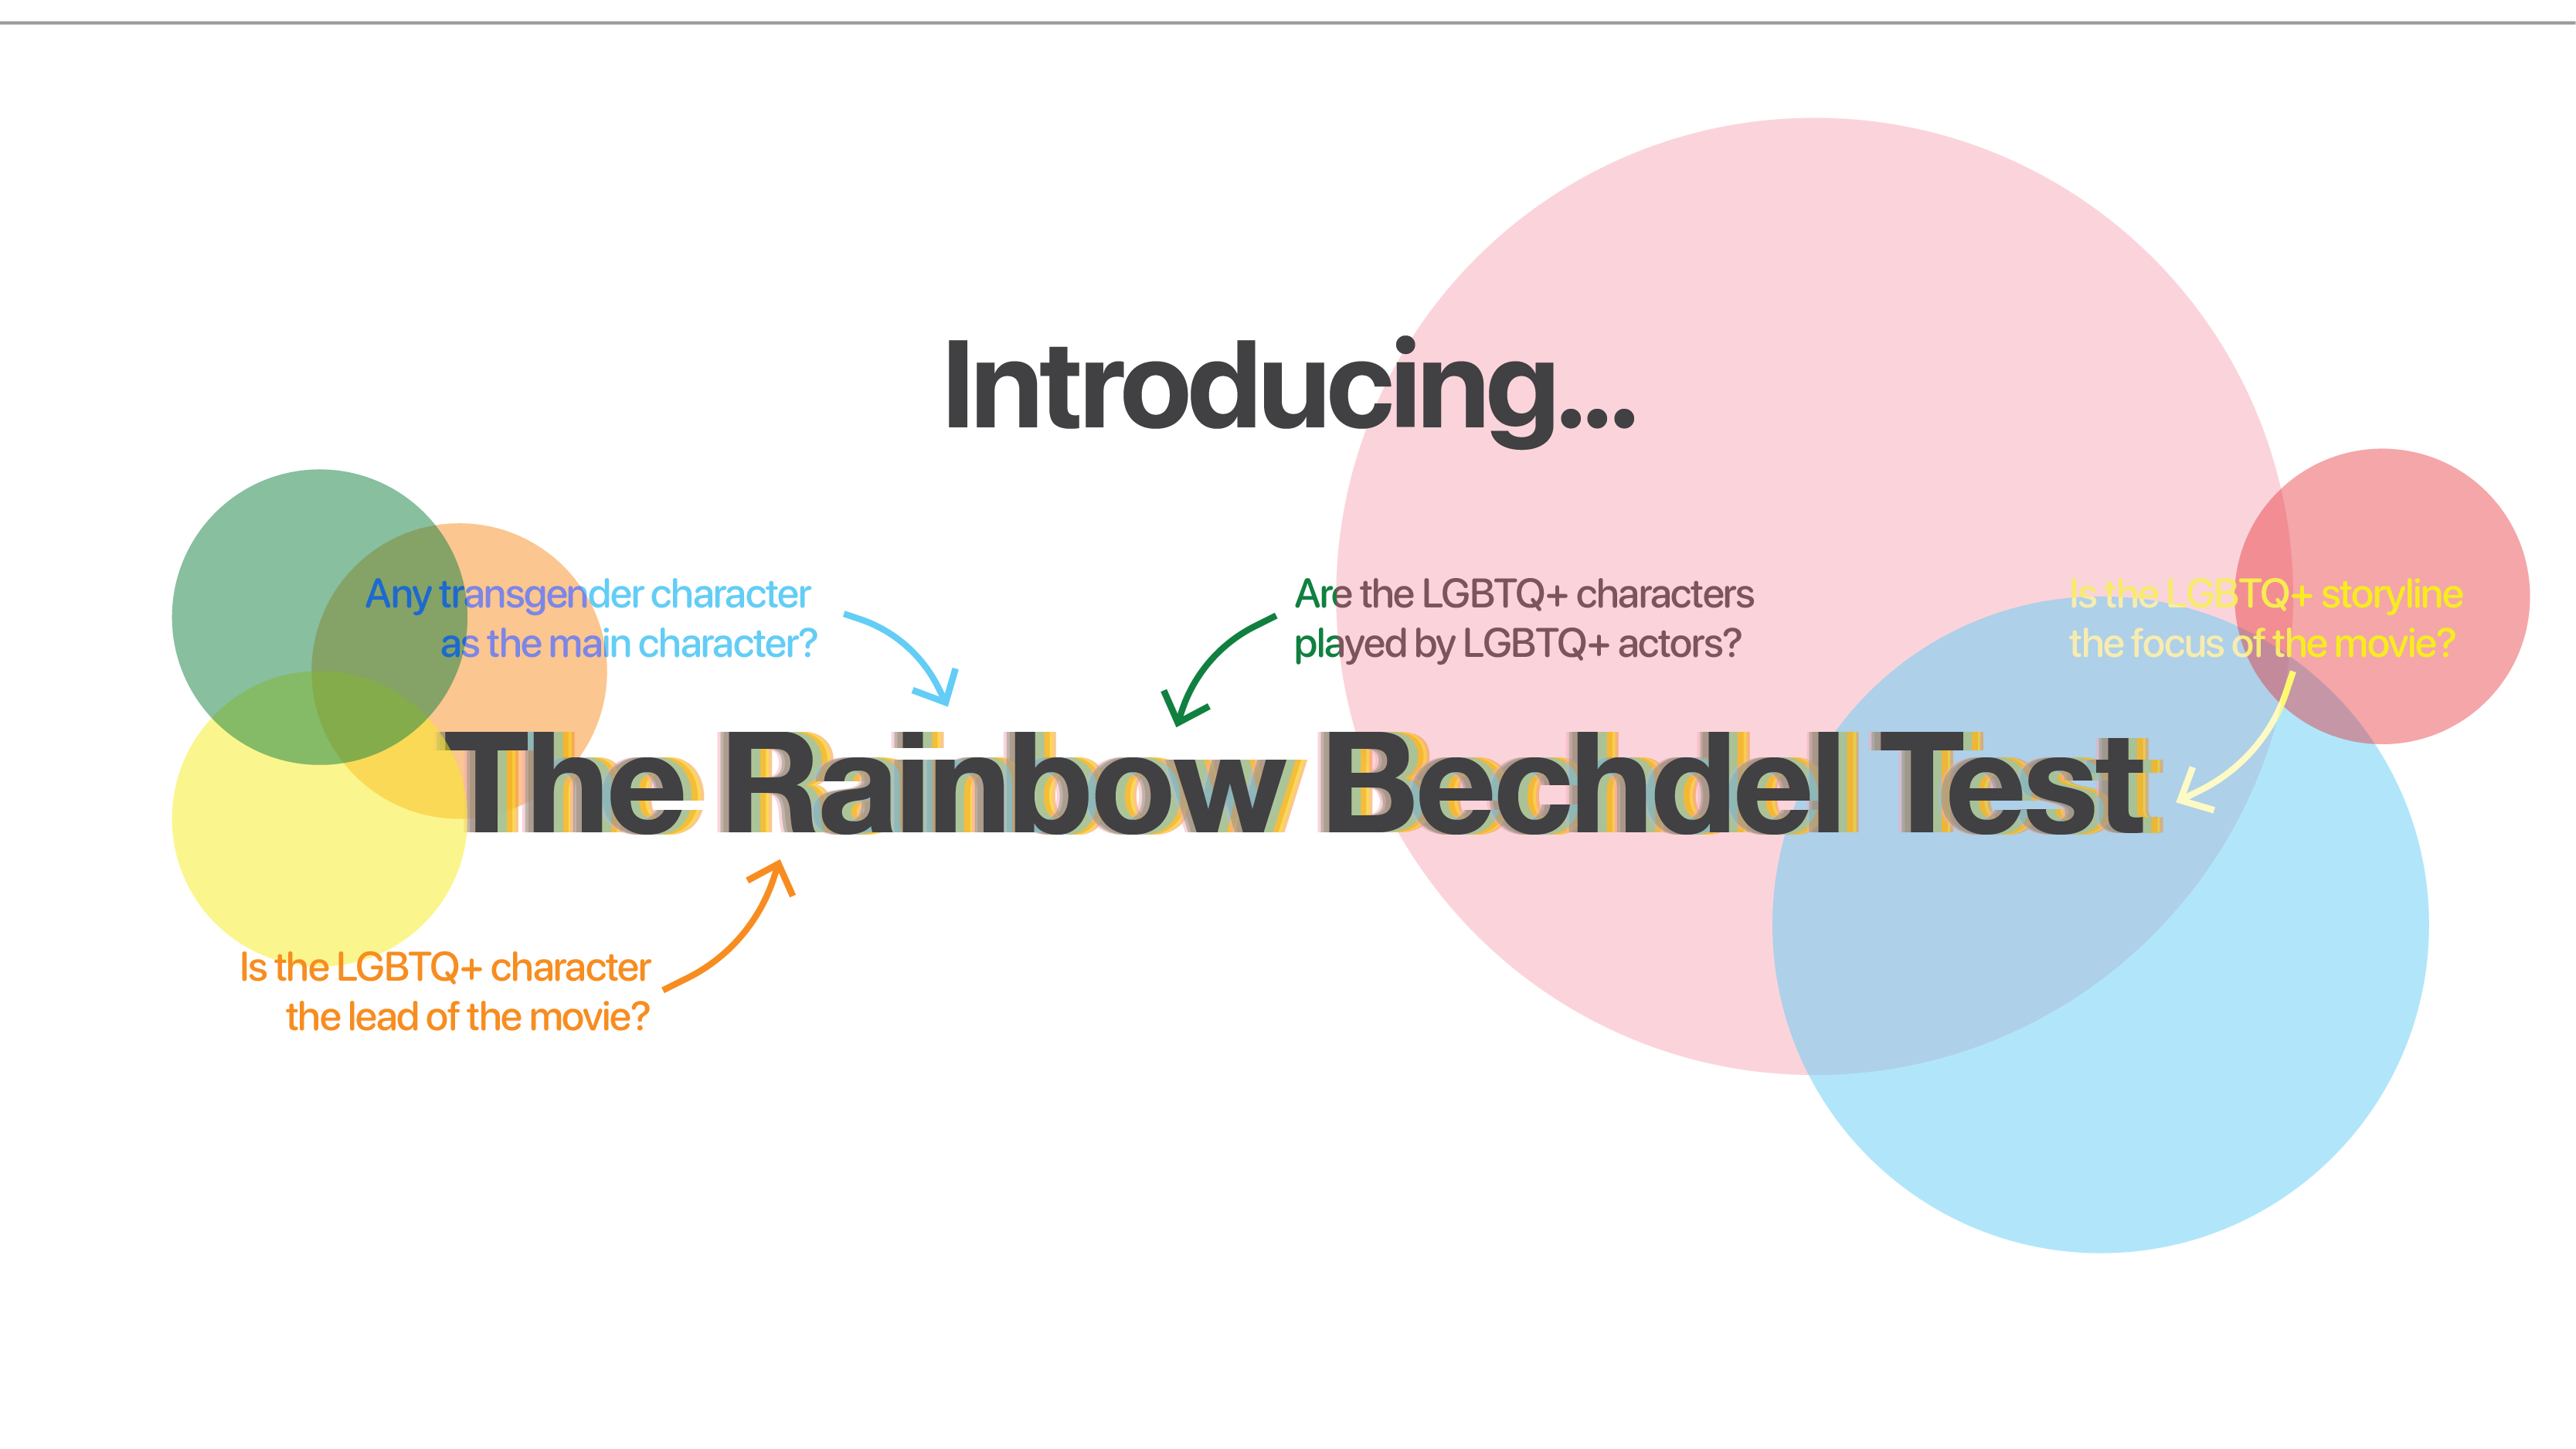 Introducing...
Any transgender character
as the main character?
Are the LGBTQ+ characters
played by LGBTQ+ actors?
Is the LGBTQ+ storyline
the focus of the movie?
The Rainbow Bechdel Test
Is the LGBTQ+ character
the lead of the movie?